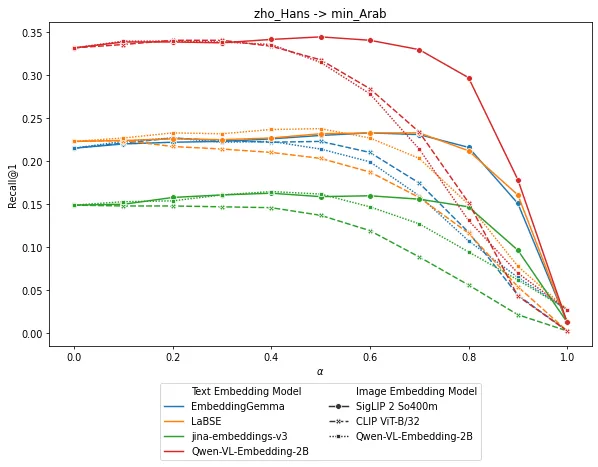 zho_Hans -> min_Arab
0.35
0.30
0.25
0.20
0.15
0.10
0.05
0.00
Recall@1
0.0 0.2 0.4 0.6 0.8 1.0
α
Text Embedding Model Image Embedding Model
EmbeddingGemma SigLIP 2 So400m
LaBSE CLIP ViT-B/32
jina-embeddings-v3 Qwen-VL-Embedding-2B
Qwen-VL-Embedding-2B